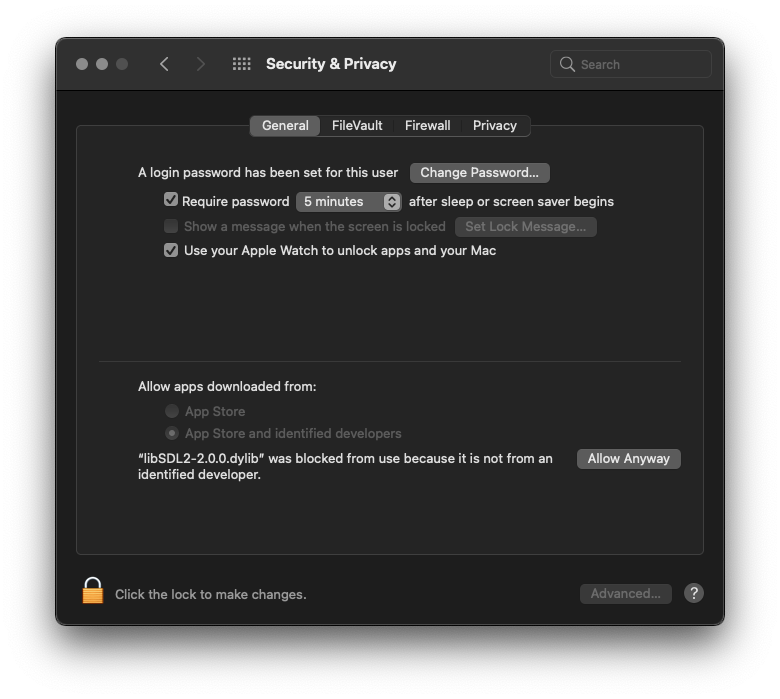 Security & Privacy
Search
General FileVault Firewall Privacy
A login password has been set for this user Change Password...
Require password 5 minutes after sleep or screen saver begins
Show a message when the screen is locked Set Lock Message...
Use your Apple Watch to unlock apps and your Mac
Allow apps downloaded from:
App Store
App Store and identified developers
“libSDL2-2.0.0.dylib” was blocked from use because it is not from an
identified developer.
Allow Anyway
Click the lock to make changes.
Advanced... ?